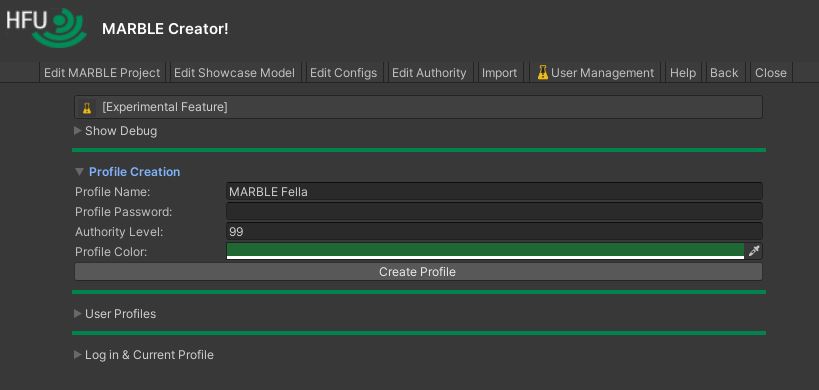 HFU MARBLE Creator!
Edit MARBLE Project Edit Showcase Model Edit Configs Edit Authority Import User Management Help Back Close
[Experimental Feature]
Show Debug
Profile Creation
Profile Name: MARBLE Fella
Profile Password:
Authority Level: 99
Profile Color:
Create Profile
User Profiles
Log in & Current Profile